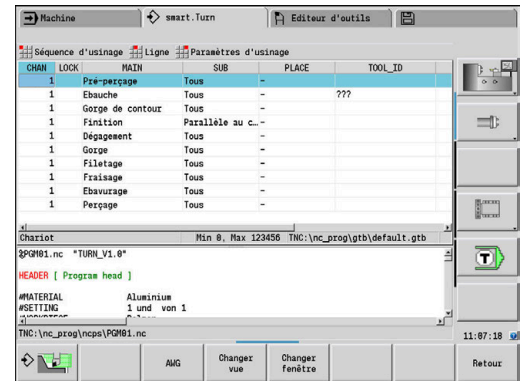 Machine smart.Turn Editeur d'outils
Séquence d'usinage Ligne Paramètres d'usinage
CHAN LOCK MAIN SUB PLACE TOOL_ID
1 Pré-perçage Tous -
1 Ebauche Tous - ???
1 Gorge de contour Tous -
1 Finition Parallèle au c… -
1 Dégagement Tous -
1 Gorge Tous -
1 Filetage Tous -
1 Fraisage Tous -
1 Ebavurage Tous -
1 Perçage Tous -
Chariot Min 0, Max 123456 TNC:\nc_prog\gtb\default.gtb
PGM01.nc "TURN_V1.0"
HEADER [ Program head ]
#MATERIAL Aluminium
#SETTING 1 und von 1
TNC:\nc_prog\ncps\PGM01.nc
T
11:07:18
AWG Changer vue Changer fenêtre Retour